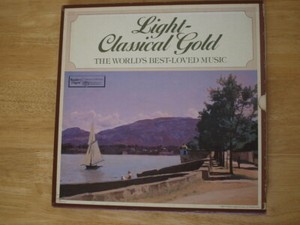 Light-
Classical Gold
THE WORLD'S BEST-LOVED MUSIC